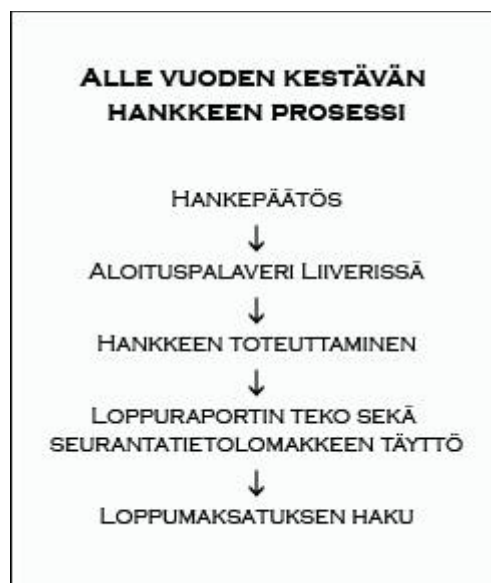 ALLE VUODEN KESTÄVÄN
HANKKEEN PROSESSI
HANKEPÄÄTÖS
↓
ALOITUSPALAVERI LIIVERISSÄ
↓
HANKKEEN TOTEUTTAMINEN
↓
LOPPURAPORTIN TEKO SEKÄ
SEURANTATIETOLOMAKKEEN TÄYTTÖ
↓
LOPPUMAKSATUKSEN HAKU